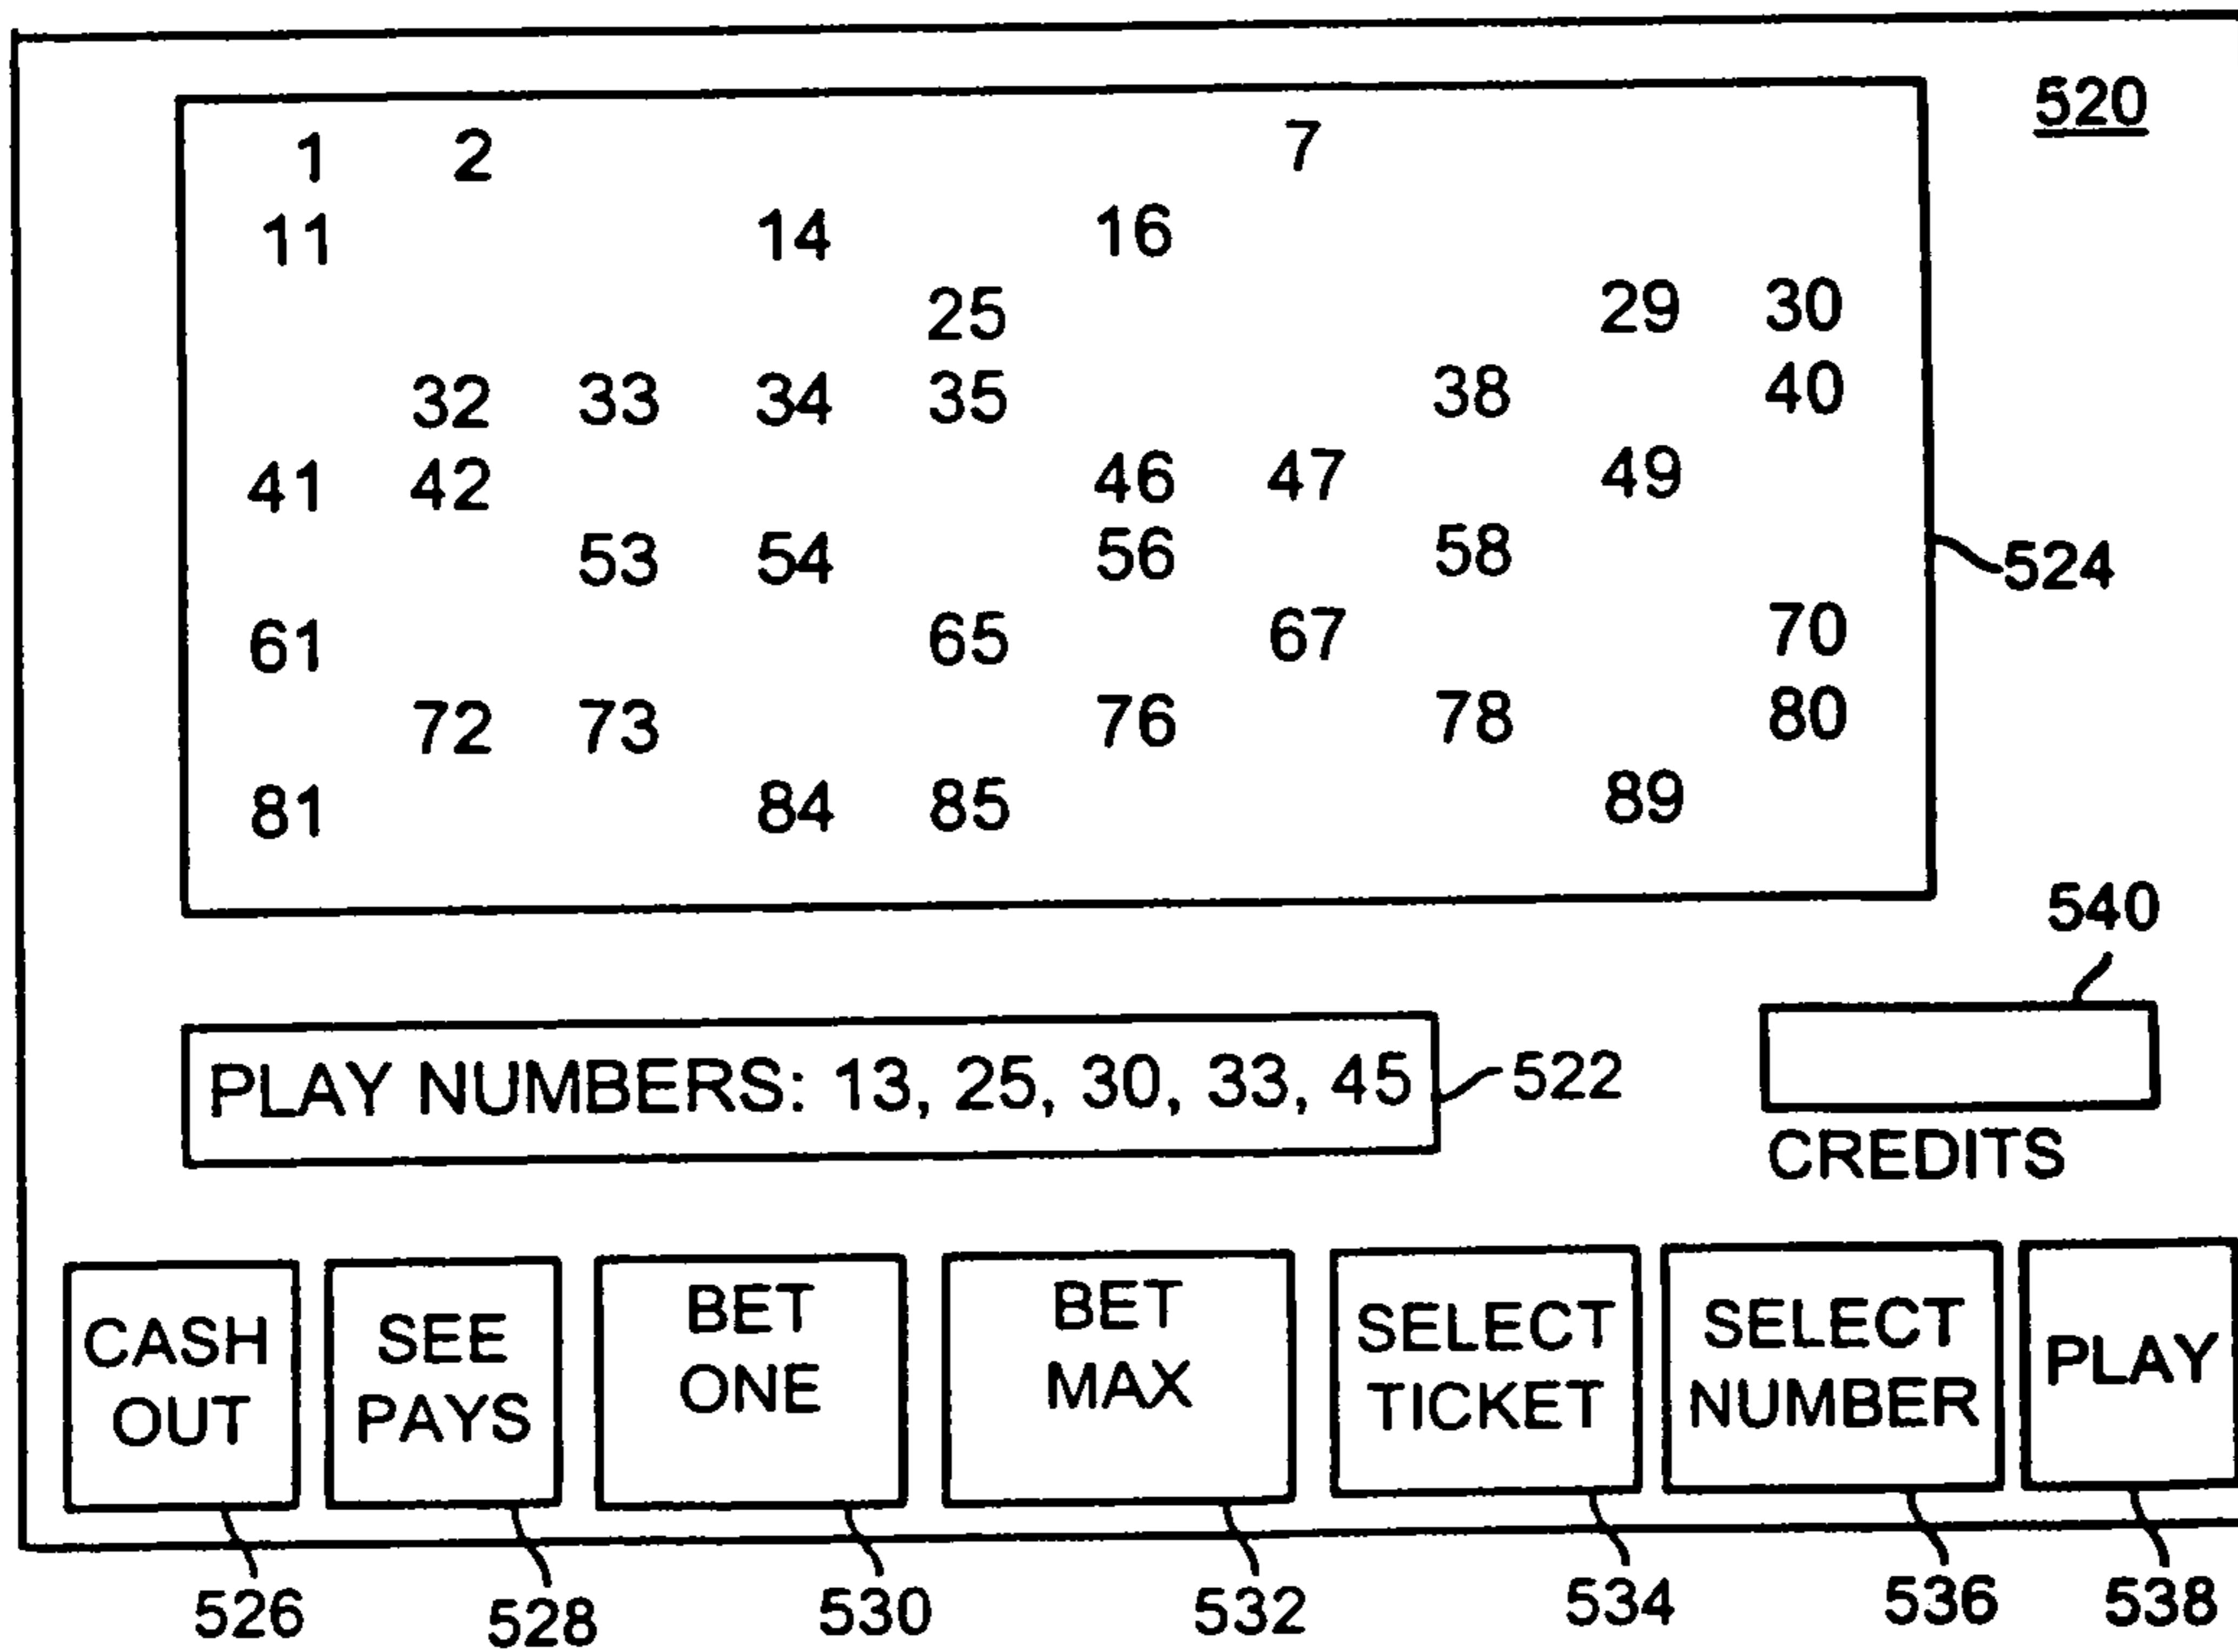 520
1 2 7
11 14 16
25 29 30
32 33 34 35 38 40
41 42 46 47 49
53 54 56 58
524
61 65 67 70
72 73 76 78 80
81 84 85 89
540
PLAY NUMBERS: 13, 25, 30, 33, 45
522
CREDITS
CASH
OUT
SEE
PAYS
BET
ONE
BET
MAX
SELECT
TICKET
SELECT
NUMBER
PLAY
526 528 530 532 534 536 538